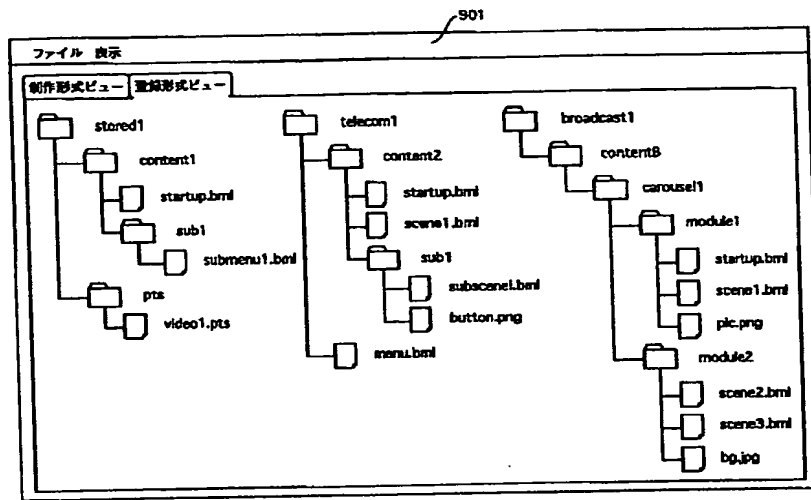 901
ファイル 表示
制作形式ビュー 登録形式ビュー
stored1
content1
startup.bml
sub1
submenu1.bml
pts
video1.pts
telecom1
content2
startup.bml
scene1.bml
sub1
subscene1.bml
button.png
menu.bml
broadcast1
contentB
carousel1
module1
startup.bml
scene1.bml
pic.png
module2
scene2.bml
scene3.bml
bg.jpg